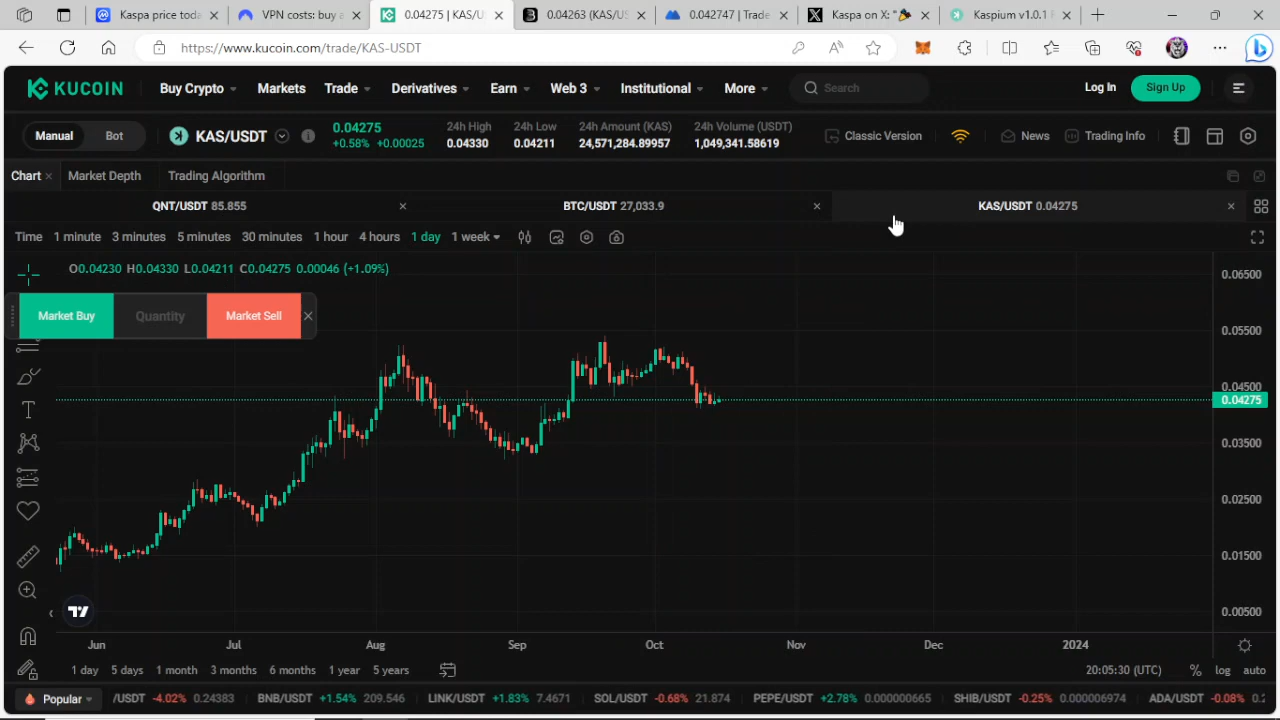 Kaspa price toda
VPN costs: buy a
0.04275 | KAS/U
0.04263 (KAS/US
0.042747 | Trade
Kaspa on X: "🎉
Kaspium v1.0.1 F
https://www.kucoin.com/trade/KAS-USDT
KUCOIN
Buy Crypto
Markets
Trade
Derivatives
Earn
Web 3
Institutional
More
Search
Log In
Sign Up
Manual
Bot
KAS/USDT
0.04275
+0.58% +0.00025
24h High
0.04330
24h Low
0.04211
24h Amount (KAS)
24,571,284.89957
24h Volume (USDT)
1,049,341.58619
Classic Version
News
Trading Info
Chart
Market Depth
Trading Algorithm
QNT/USDT 85.855
BTC/USDT 27,033.9
KAS/USDT 0.04275
Time 1 minute 3 minutes 5 minutes 30 minutes 1 hour 4 hours 1 day 1 week
O0.04230 H0.04330 L0.04211 C0.04275 0.00046 (+1.09%)
Market Buy
Quantity
Market Sell
0.06500
0.05500
0.04500
0.04275
0.03500
0.02500
0.01500
0.00500
Jun Jul Aug Sep Oct Nov Dec 2024
1 day 5 days 1 month 3 months 6 months 1 year 5 years
20:05:30 (UTC) % log auto
Popular
/USDT -4.02% 0.24383 BNB/USDT +1.54% 209.546 LINK/USDT +1.83% 7.4671 SOL/USDT -0.68% 21.874 PEPE/USDT +2.78% 0.000000665 SHIB/USDT -0.25% 0.000006974 ADA/USDT -0.08% 0.2